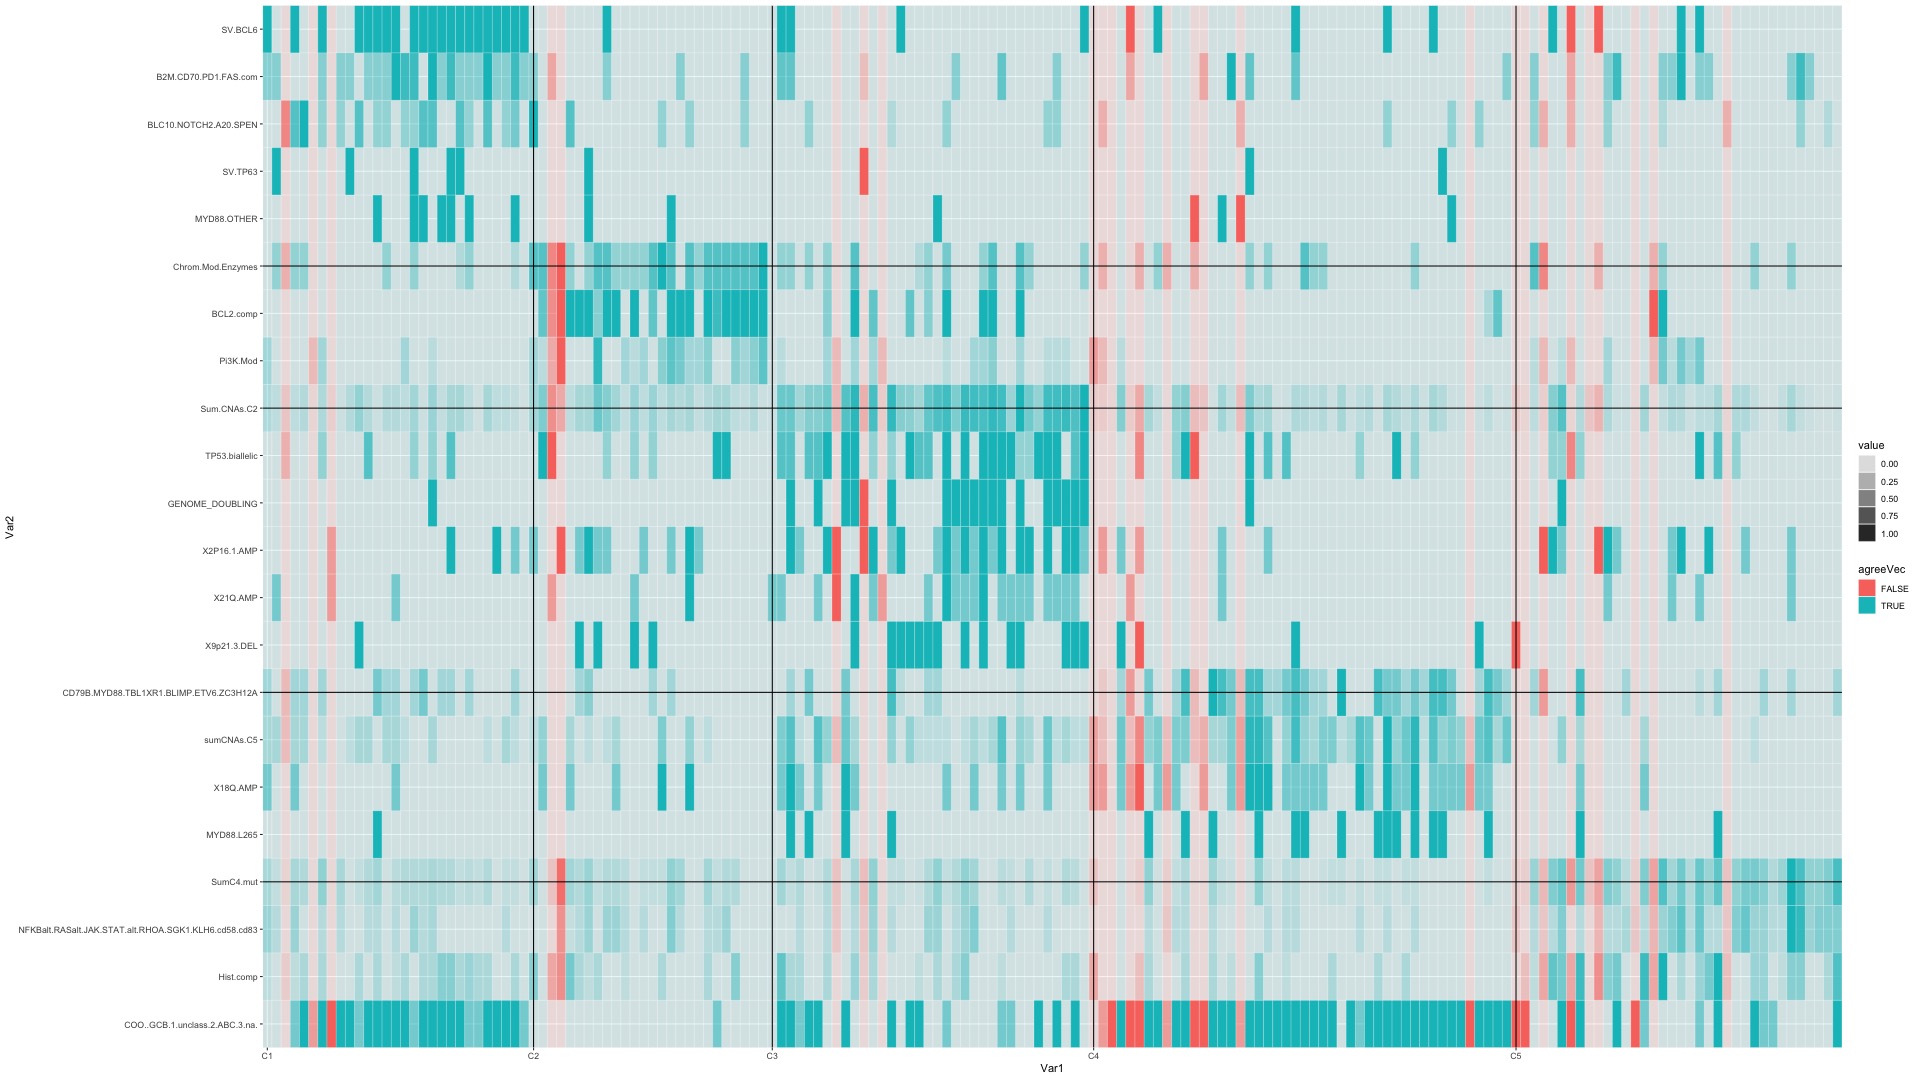 SV.BCL6
B2M.CD70.PD1.FAS.com
BLC10.NOTCH2.A20.SPEN
SV.TP63
MYD88.OTHER
Chrom.Mod.Enzymes
BCL2.comp
Pi3K.Mod
Sum.CNAs.C2
TP53.biallelic
GENOME_DOUBLING
X2P16.1.AMP
X21Q.AMP
X9p21.3.DEL
CD79B.MYD88.TBL1XR1.BLIMP.ETV6.ZC3H12A
sumCNAs.C5
X18Q.AMP
MYD88.L265
SumC4.mut
NFKBalt.RASalt.JAK.STAT.alt.RHOA.SGK1.KLH6.cd58.cd83
Hist.comp
COO..GCB.1.unclass.2.ABC.3.na.
Var2
C1 C2 C3 C4 C5
Var1
value
0.00
0.25
0.50
0.75
1.00
agreeVec
FALSE
TRUE